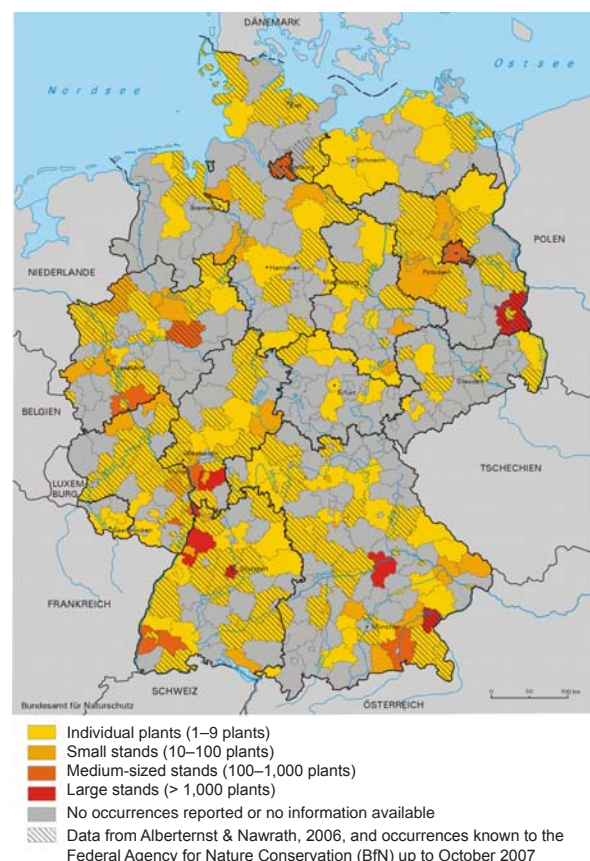 DÄNEMARK
Nordsee
Ostsee
Kiel
Schwerin
Bremen
POLEN
NIEDERLANDE
Hannover
Magdeburg
Potsdam
Düsseldorf
Erfurt
Dresden
BELGIEN
Wiesbaden
Mainz
TSCHECHIEN
LUXEM
BURG
Saarbrücken
Stuttgart
FRANKREICH
München
SCHWEIZ
ÖSTERREICH
Bundesamt für Naturschutz
0 50 100 km
Individual plants (1–9 plants)
Small stands (10–100 plants)
Medium-sized stands (100–1,000 plants)
Large stands (> 1,000 plants)
No occurrences reported or no information available
Data from Alberternst & Nawrath, 2006, and occurrences known to the
Federal Agency for Nature Conservation (BfN) up to October 2007